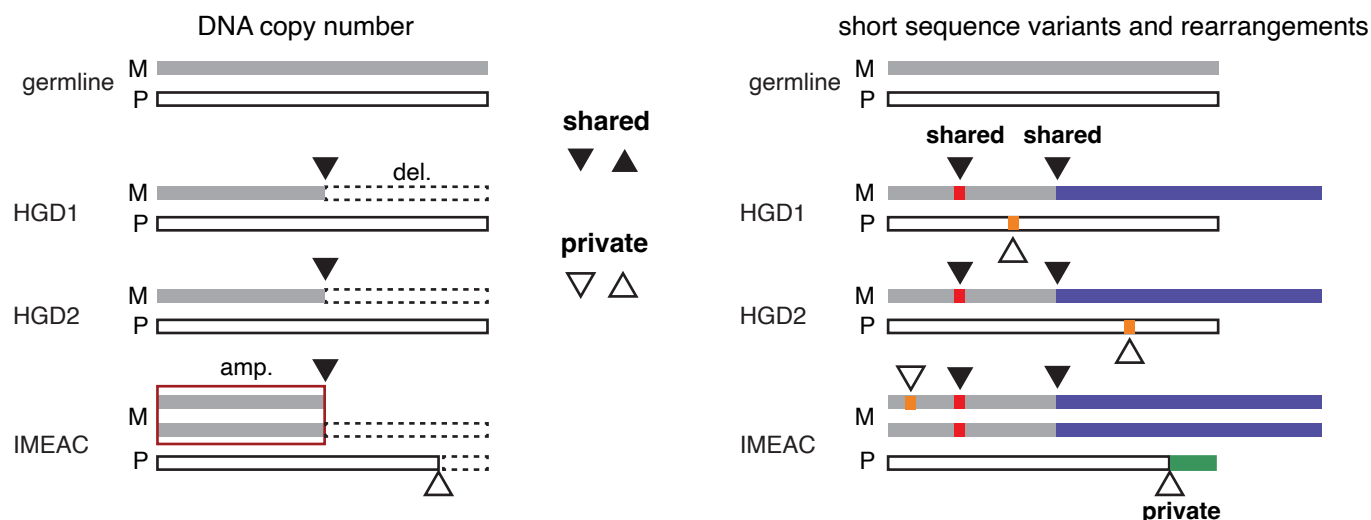 DNA copy number
germline
M
P
shared
private
del.
HGD1
M
P
HGD2
M
P
amp.
IMEAC
M
P
short sequence variants and rearrangements
germline
M
P
shared shared
HGD1
M
P
HGD2
M
P
IMEAC
M
P
private